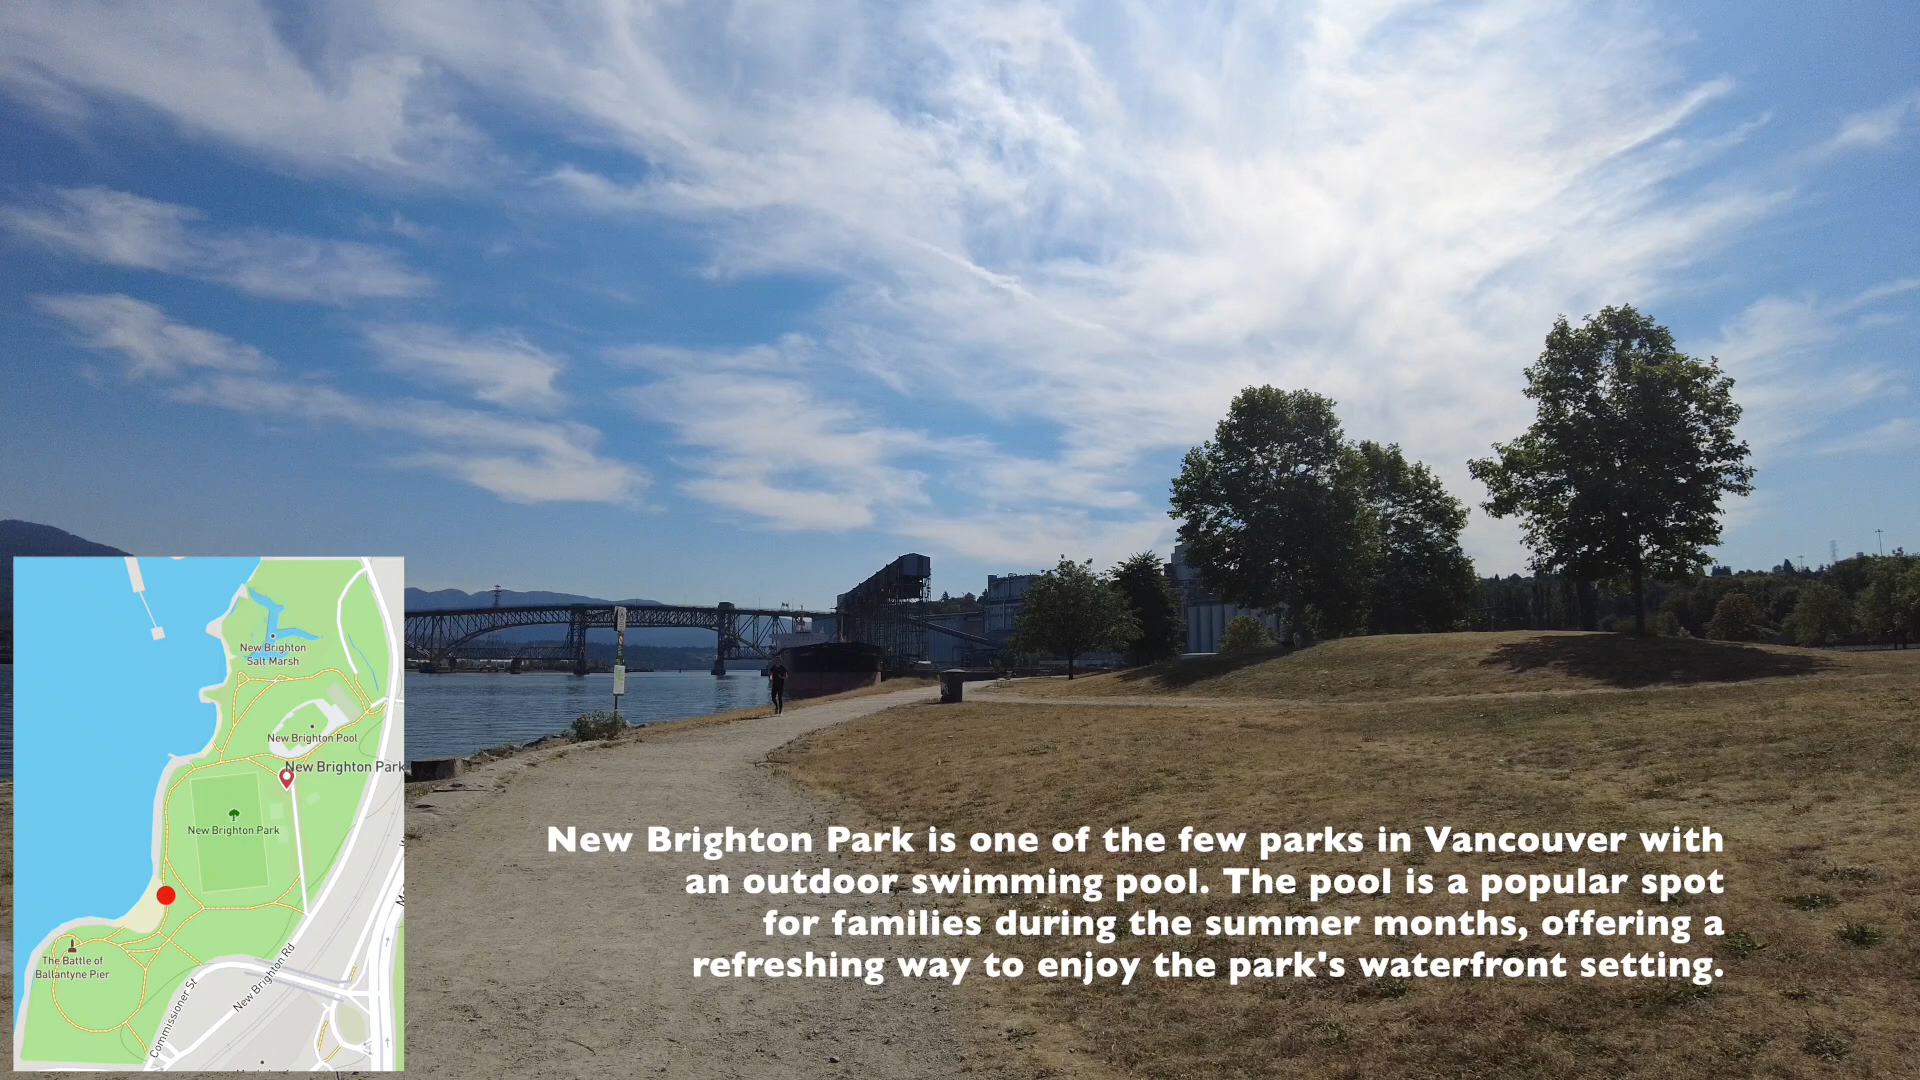 New Brighton Park is one of the few parks in Vancouver with
an outdoor swimming pool. The pool is a popular spot
for families during the summer months, offering a
refreshing way to enjoy the park's waterfront setting.
New Brighton
Salt Marsh
New Brighton Pool
New Brighton Park
New Brighton Park
The Battle of
Ballantyne Pier
New Brighton Rd
Commissioner St